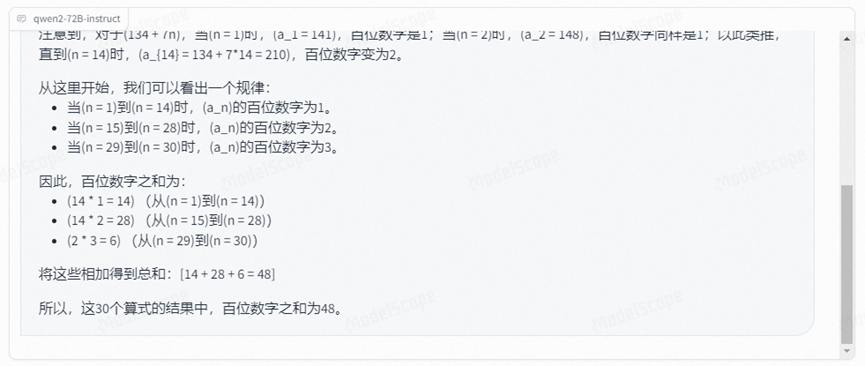 qwen2-72B-instruct
注意到，对于(134 + 7n)，当(n = 1)时，(a_1 = 141)，百位数字是1；当(n = 2)时，(a_2 = 148)，百位数字同样是1；以此类推，
直到(n = 14)时，(a_{14} = 134 + 7*14 = 210)，百位数字变为2。
从这里开始，我们可以看出一个规律：
• 当(n = 1)到(n = 14)时，(a_n)的百位数字为1。
• 当(n = 15)到(n = 28)时，(a_n)的百位数字为2。
• 当(n = 29)到(n = 30)时，(a_n)的百位数字为3。
因此，百位数字之和为：
• (14 * 1 = 14) （从(n = 1)到(n = 14)）
• (14 * 2 = 28) （从(n = 15)到(n = 28)）
• (2 * 3 = 6) （从(n = 29)到(n = 30)）
将这些相加得到总和：[14 + 28 + 6 = 48]
所以，这30个算式的结果中，百位数字之和为48。
ModelScope
ModelScope
ModelScope
ModelScope
ModelScope
ModelScope